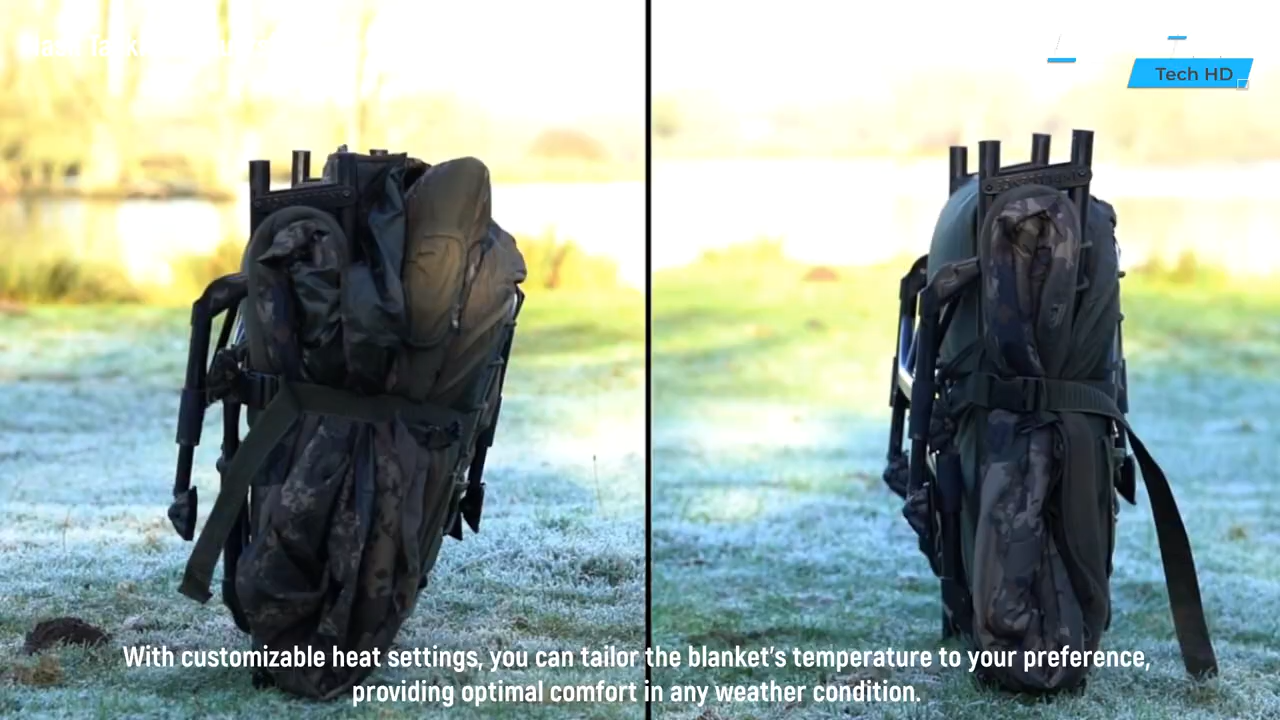 Tech HD
With customizable heat settings, you can tailor the blanket's temperature to your preference,
providing optimal comfort in any weather condition.